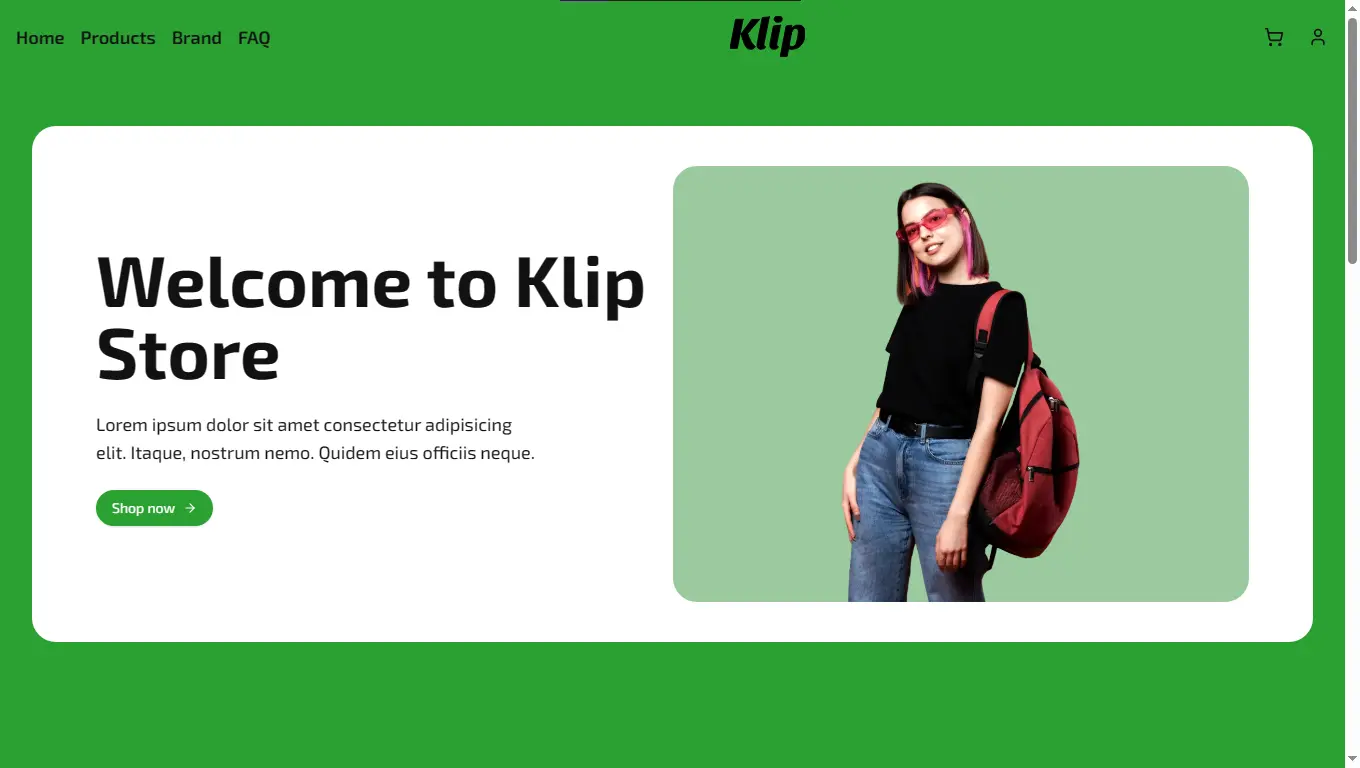 Home Products Brand FAQ
Klip
Welcome to Klip
Store
Lorem ipsum dolor sit amet consectetur adipisicing
elit. Itaque, nostrum nemo. Quidem eius officiis neque.
Shop now